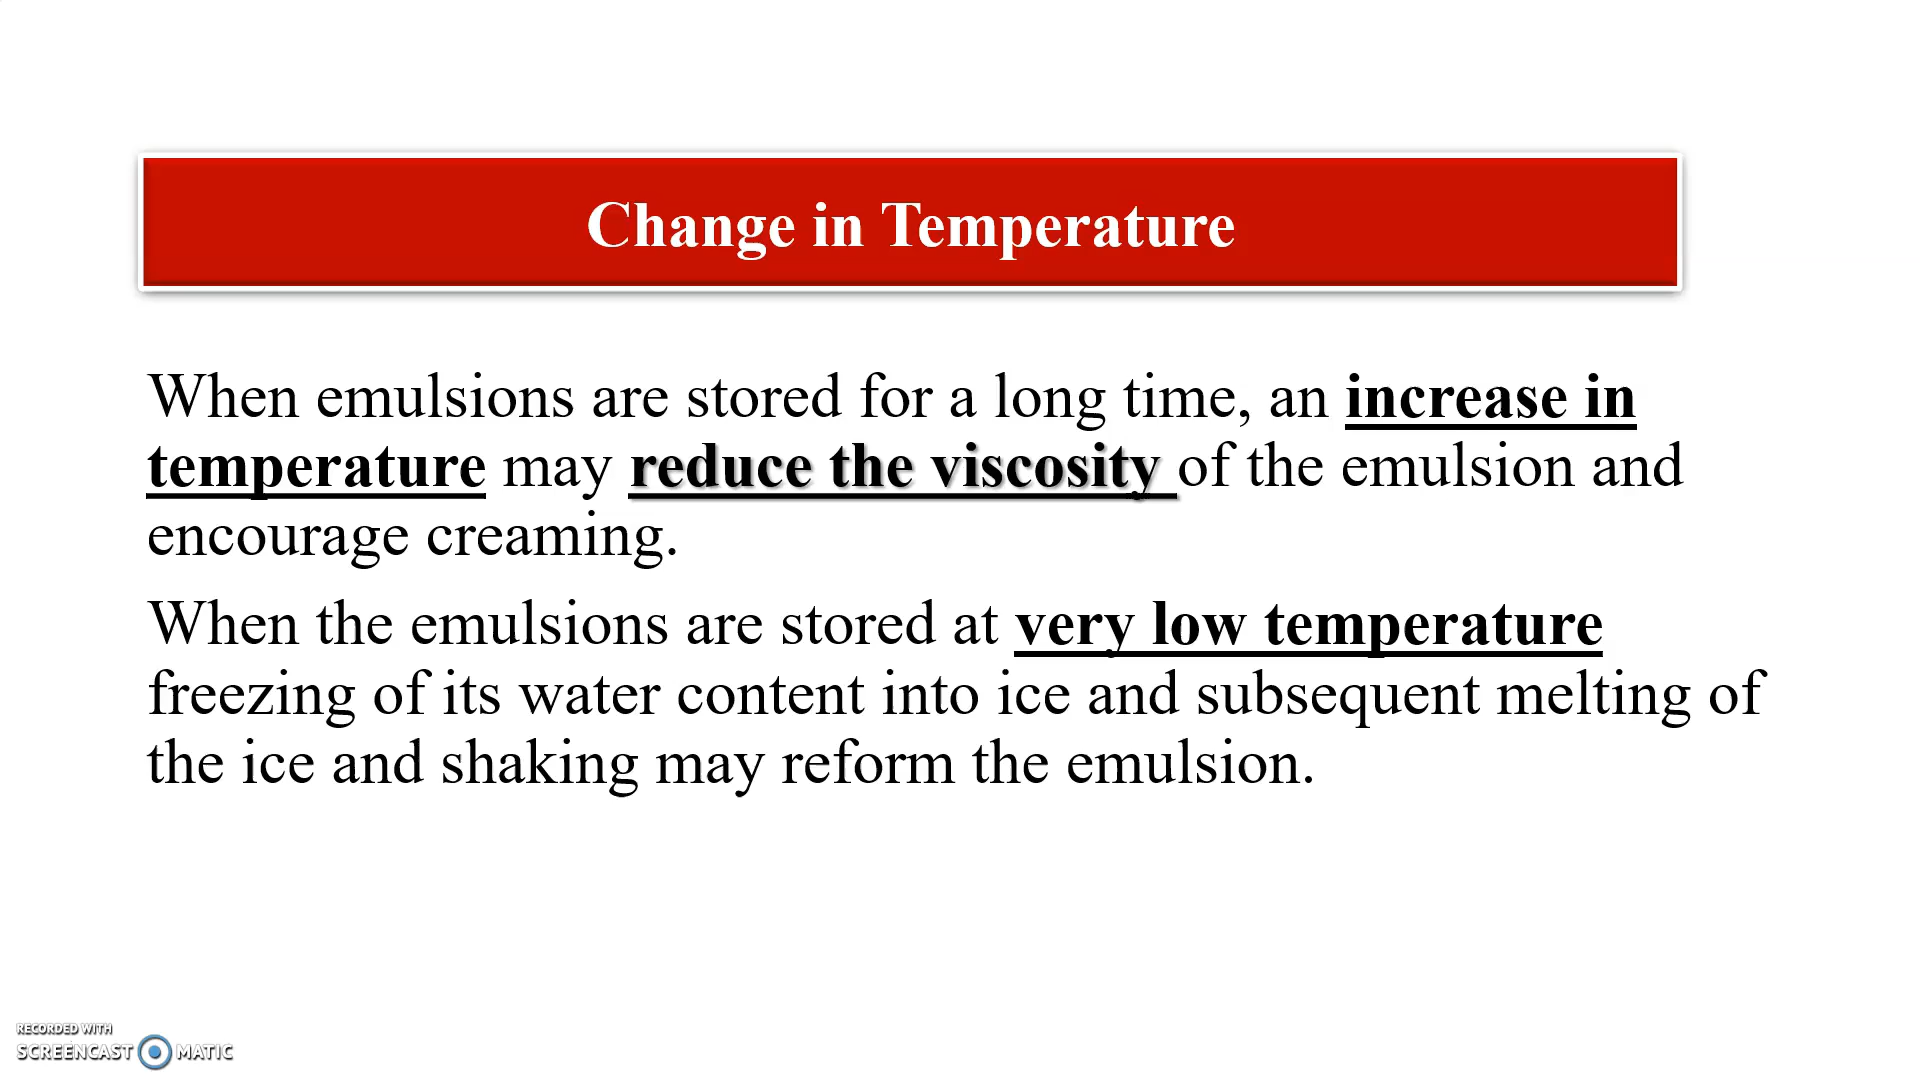 Change in Temperature
When emulsions are stored for a long time, an increase in
temperature may reduce the viscosity of the emulsion and
encourage creaming.
When the emulsions are stored at very low temperature
freezing of its water content into ice and subsequent melting of
the ice and shaking may reform the emulsion.
RECORDED WITH
SCREENCAST MATIC